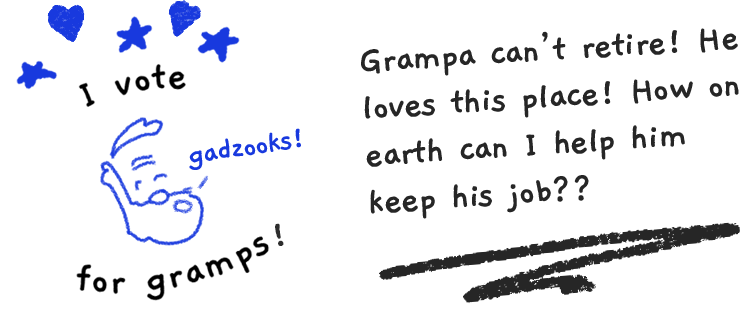 I vote
gadzooks!
for gramps!
Grampa can't retire! He
loves this place! How on
earth can I help him
keep his job??